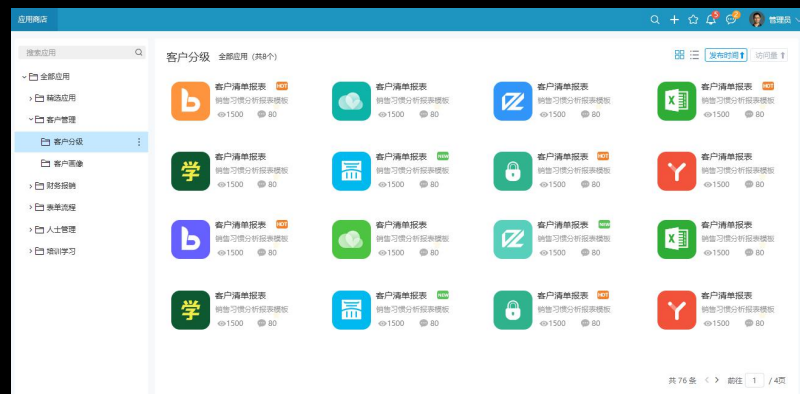 应用商店
5
2
管理员
搜索应用
全部应用
精选应用
客户管理
客户分级
客户画像
财务报销
表单流程
人士管理
培训学习
客户分级 全部应用 (共8个)
发布时间 访问量
客户清单报表 HOT
销售习惯分析报表模板
1500 80
客户清单报表
销售习惯分析报表模板
1500 80
客户清单报表
销售习惯分析报表模板
1500 80
客户清单报表 HOT
销售习惯分析报表模板
1500 80
学
客户清单报表
销售习惯分析报表模板
1500 80
客户清单报表 NEW
销售习惯分析报表模板
1500 80
客户清单报表 HOT
销售习惯分析报表模板
1500 80
客户清单报表
销售习惯分析报表模板
1500 80
客户清单报表 HOT
销售习惯分析报表模板
1500 80
客户清单报表
销售习惯分析报表模板
1500 80
客户清单报表 NEW
销售习惯分析报表模板
1500 80
客户清单报表
销售习惯分析报表模板
1500 80
学
客户清单报表
销售习惯分析报表模板
1500 80
客户清单报表 NEW
销售习惯分析报表模板
1500 80
客户清单报表 HOT
销售习惯分析报表模板
1500 80
客户清单报表
销售习惯分析报表模板
1500 80
共 76 条 前往 1 / 4页